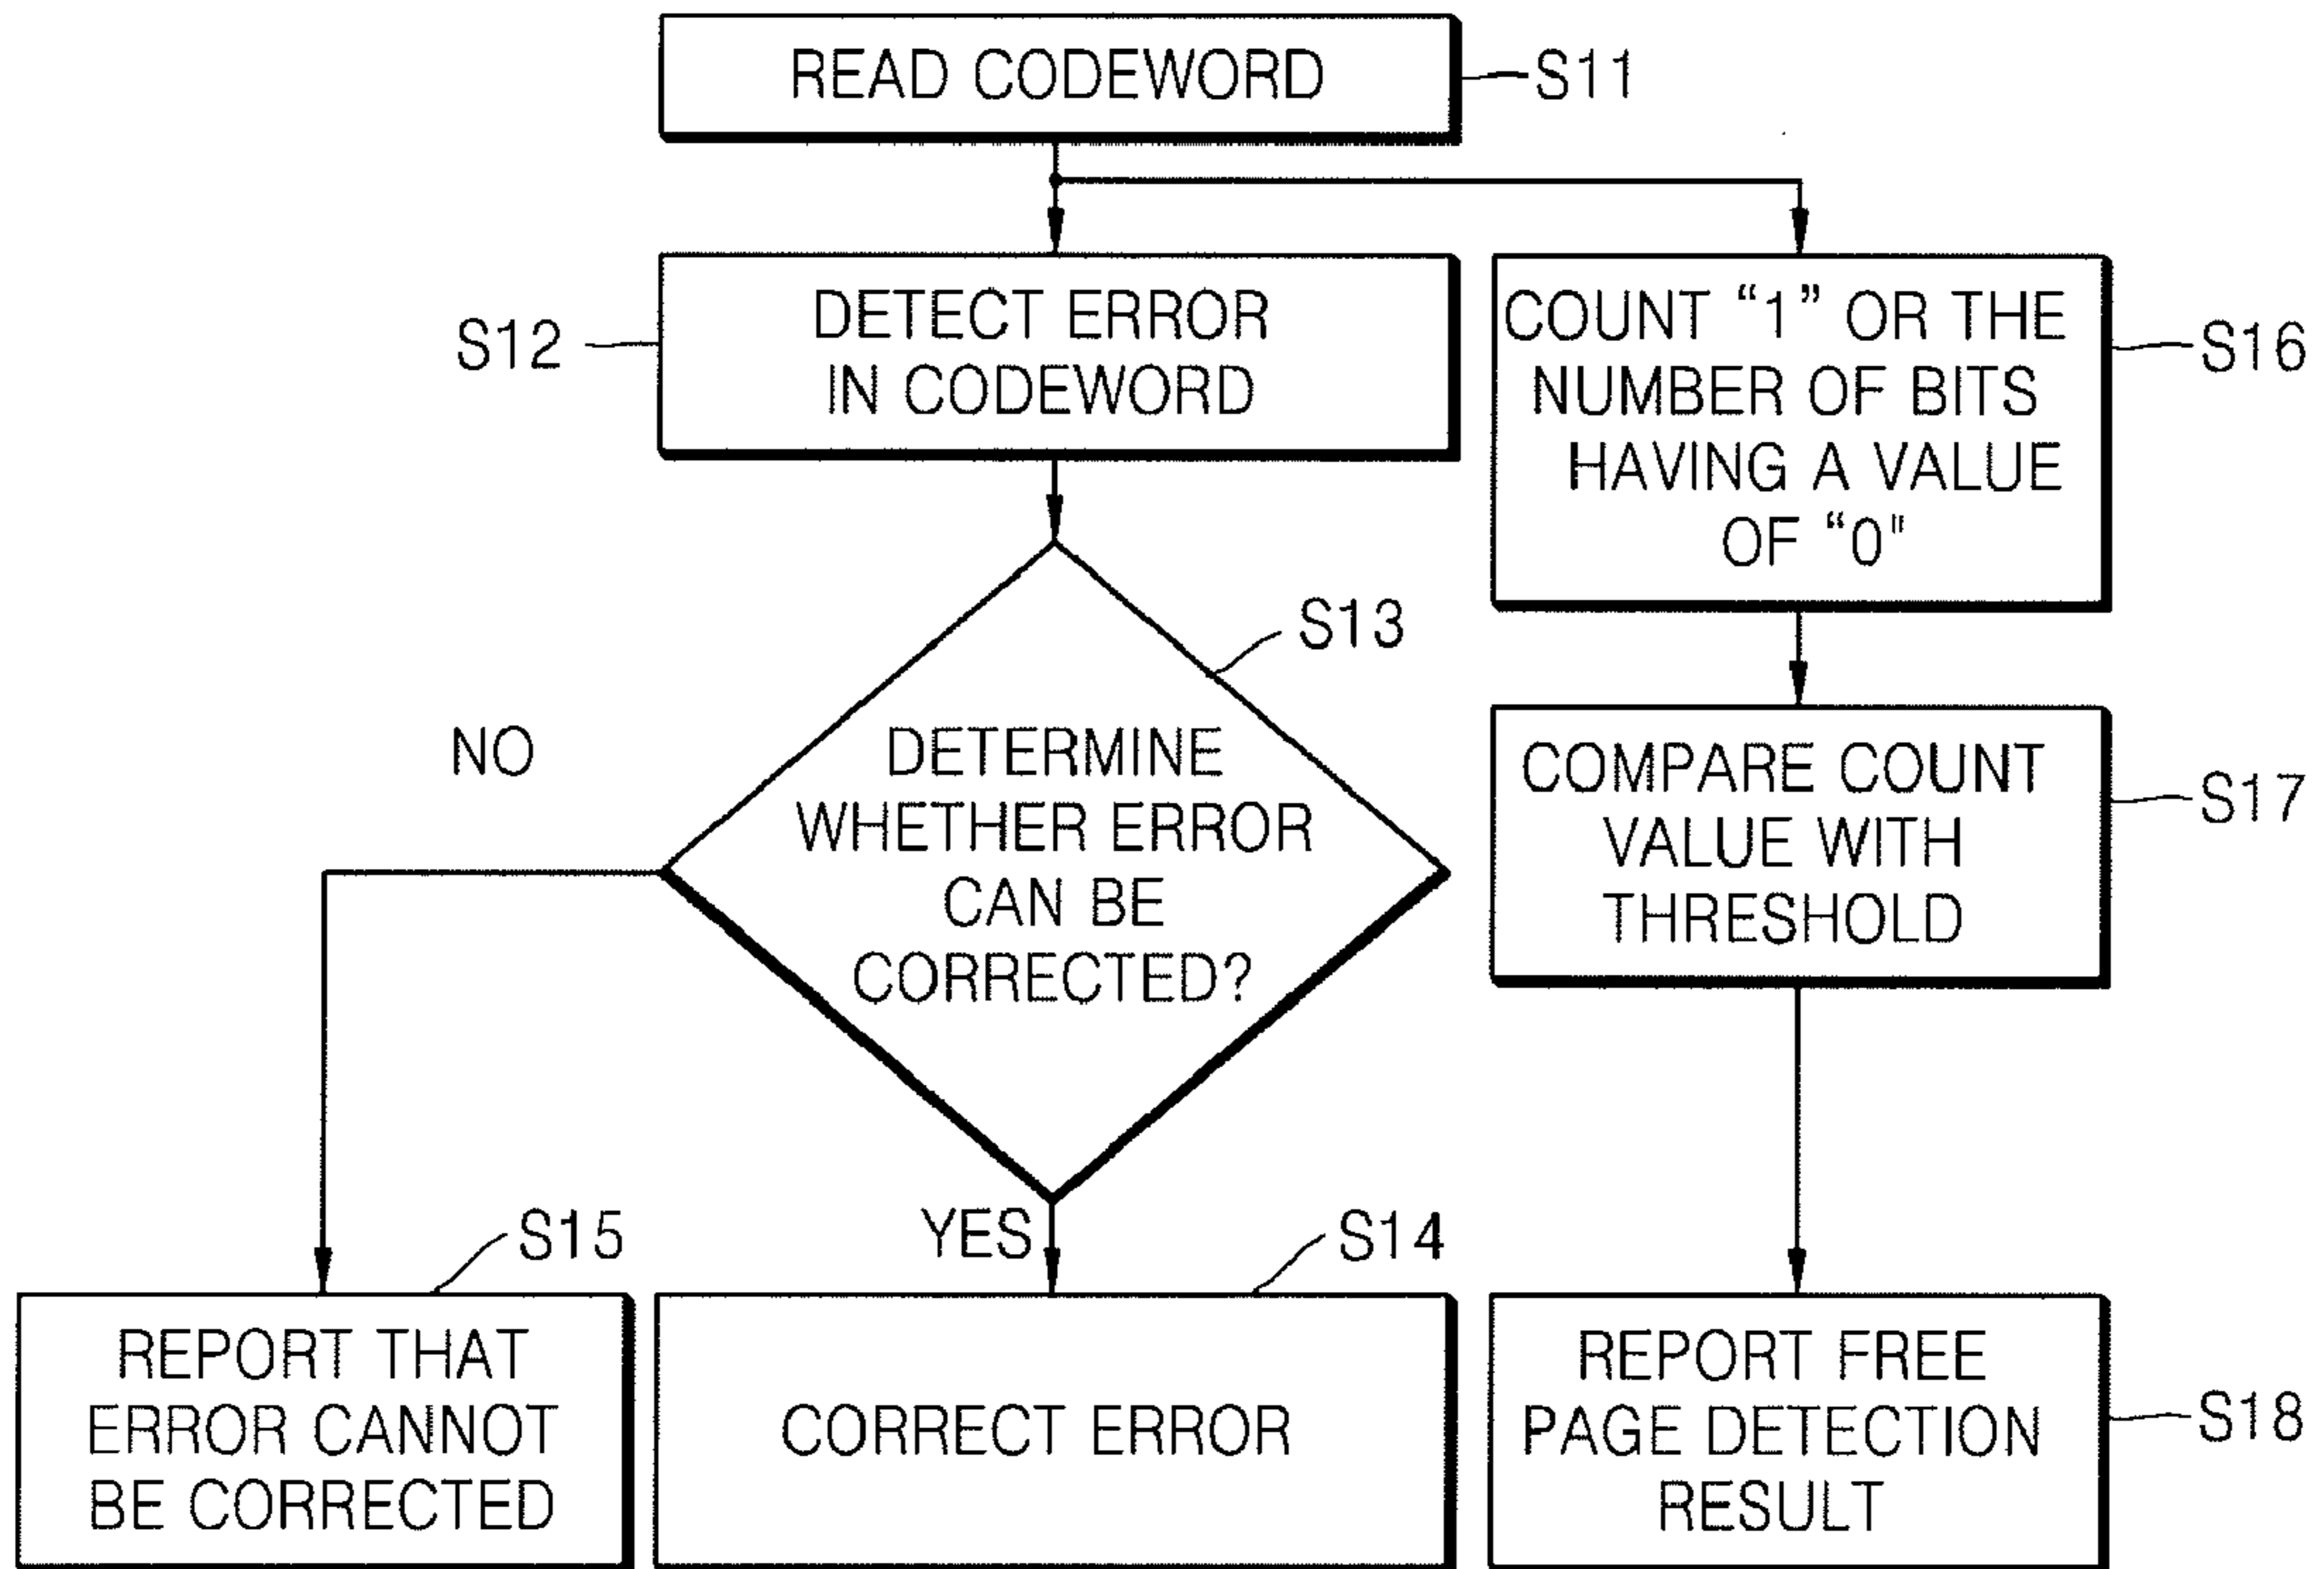 READ CODEWORD
S11
S12
DETECT ERROR
IN CODEWORD
COUNT “1” OR THE
NUMBER OF BITS
HAVING A VALUE
OF “0"
S16
S13
NO
DETERMINE
WHETHER ERROR
CAN BE
CORRECTED?
COMPARE COUNT
VALUE WITH
THRESHOLD
S17
S15
YES
S14
REPORT THAT
ERROR CANNOT
BE CORRECTED
CORRECT ERROR
REPORT FREE
PAGE DETECTION
RESULT
S18